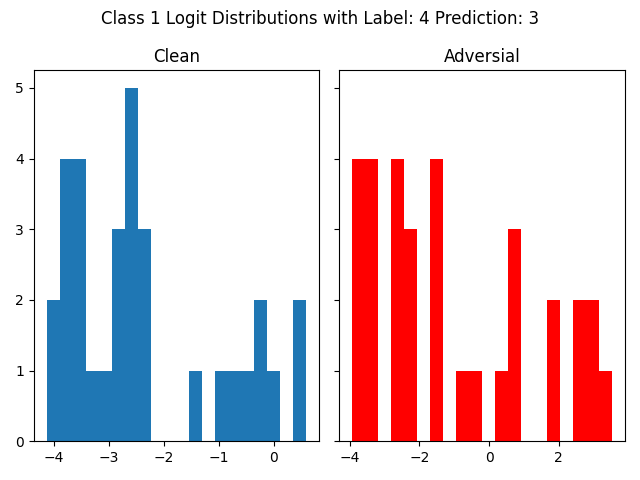 Class 1 Logit Distributions with Label: 4 Prediction: 3
Clean
Adversial
5
4
3
2
1
0
−4 −3 −2 −1 0
−4 −2 0 2